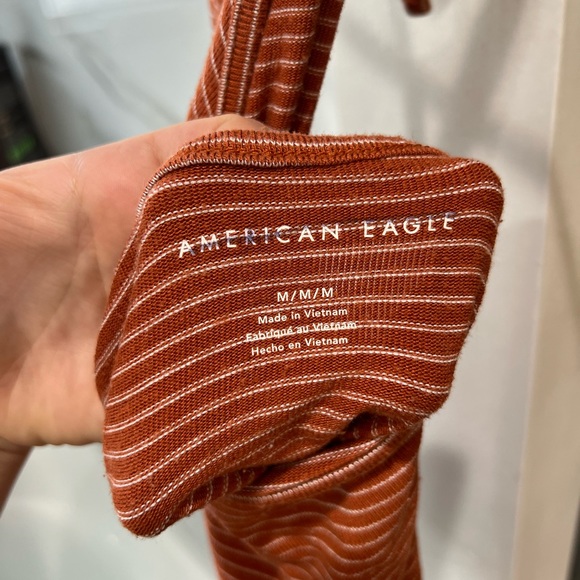 AMERICAN EAGLE
M/M/M
Made in Vietnam
Fabriqué au Vietnam
Hecho en Vietnam